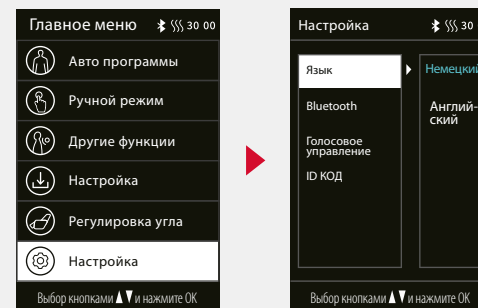 Главное меню 30 00
Авто программы
Ручной режим
Другие функции
Настройка
Регулировка угла
Настройка
Выбор кнопками и нажмите OK
Настройка 30
Язык
Немецкий
Bluetooth
Англий-
ский
Голосовое
управление
ID КОД
Выбор кнопками и нажмите OK